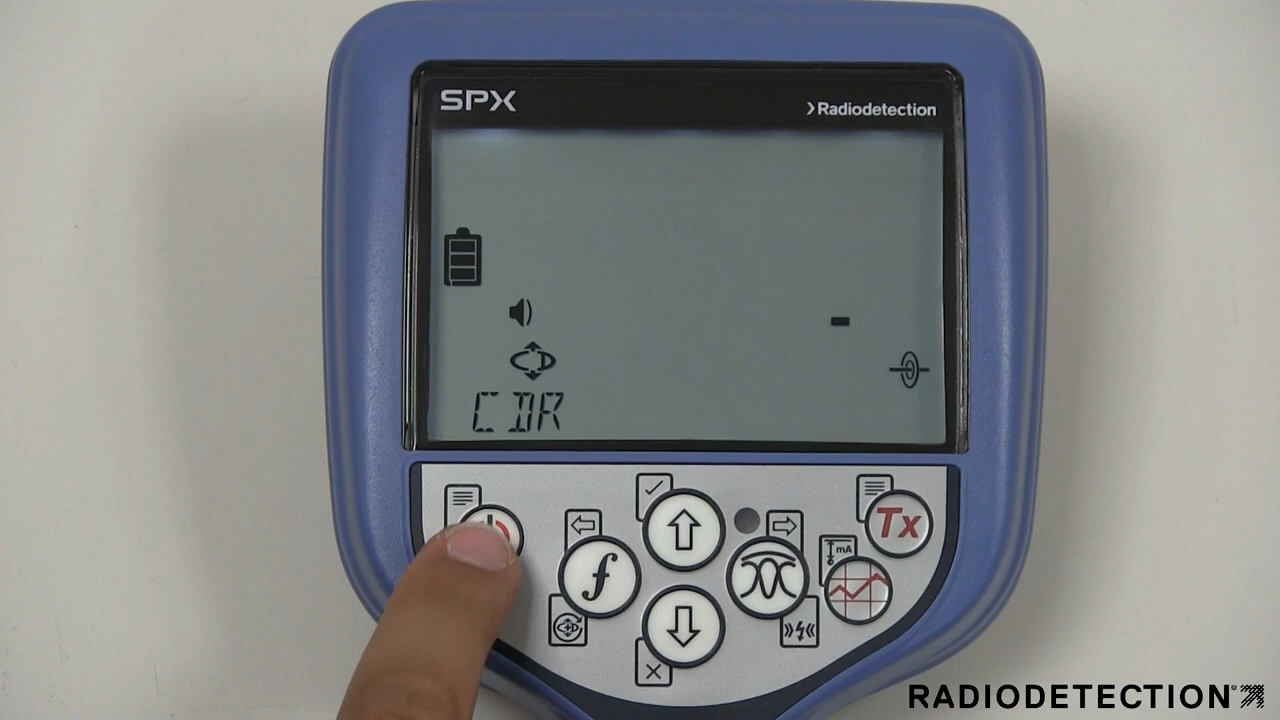 SPX
Radiodetection
CDR
f
Tx
mA
RADIODETECTION